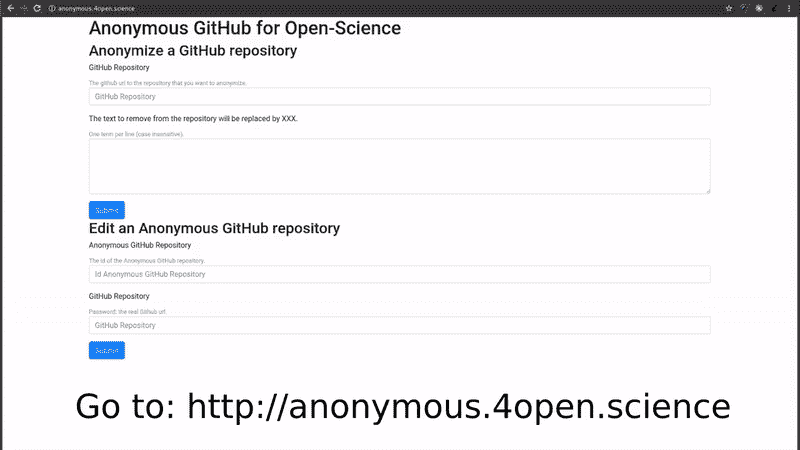 anonymous.4open.science
Anonymous GitHub for Open-Science
Anonymize a GitHub repository
GitHub Repository
The github url to the repository that you want to anonymize.
GitHub Repository
The text to remove from the repository will be replaced by XXX.
One term per line (case insensitive).
Submit
Edit an Anonymous GitHub repository
Anonymous GitHub Repository
The id of the Anonymous GitHub repository.
Id Anonymous GitHub Repository
GitHub Repository
Password: the real Github url
GitHub Repository
Submit
Go to: http://anonymous.4open.science